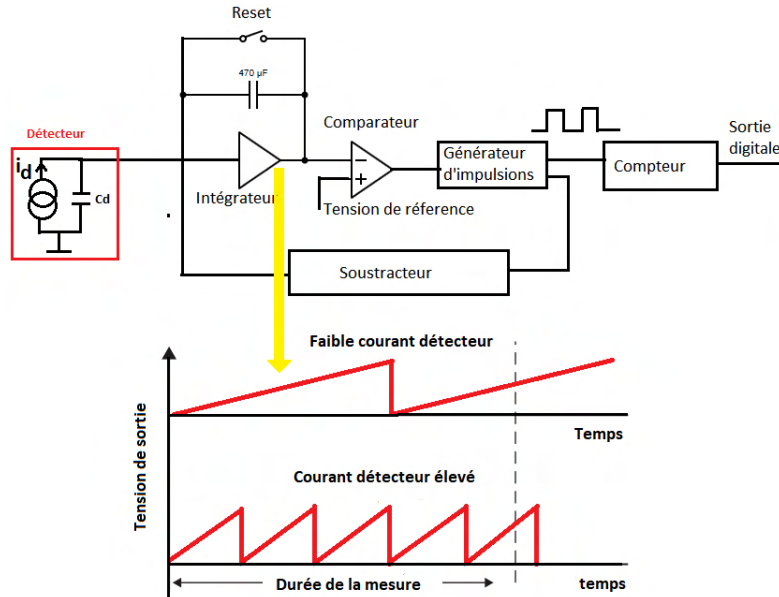 Reset
470 µF
Détecteur
id
Cd
Intégrateur
Comparateur
Tension de réference
Générateur
d'impulsions
Compteur
Sortie
digitale
Soustracteur
Faible courant détecteur
Temps
Tension de sortie
Courant détecteur élevé
Durée de la mesure
temps